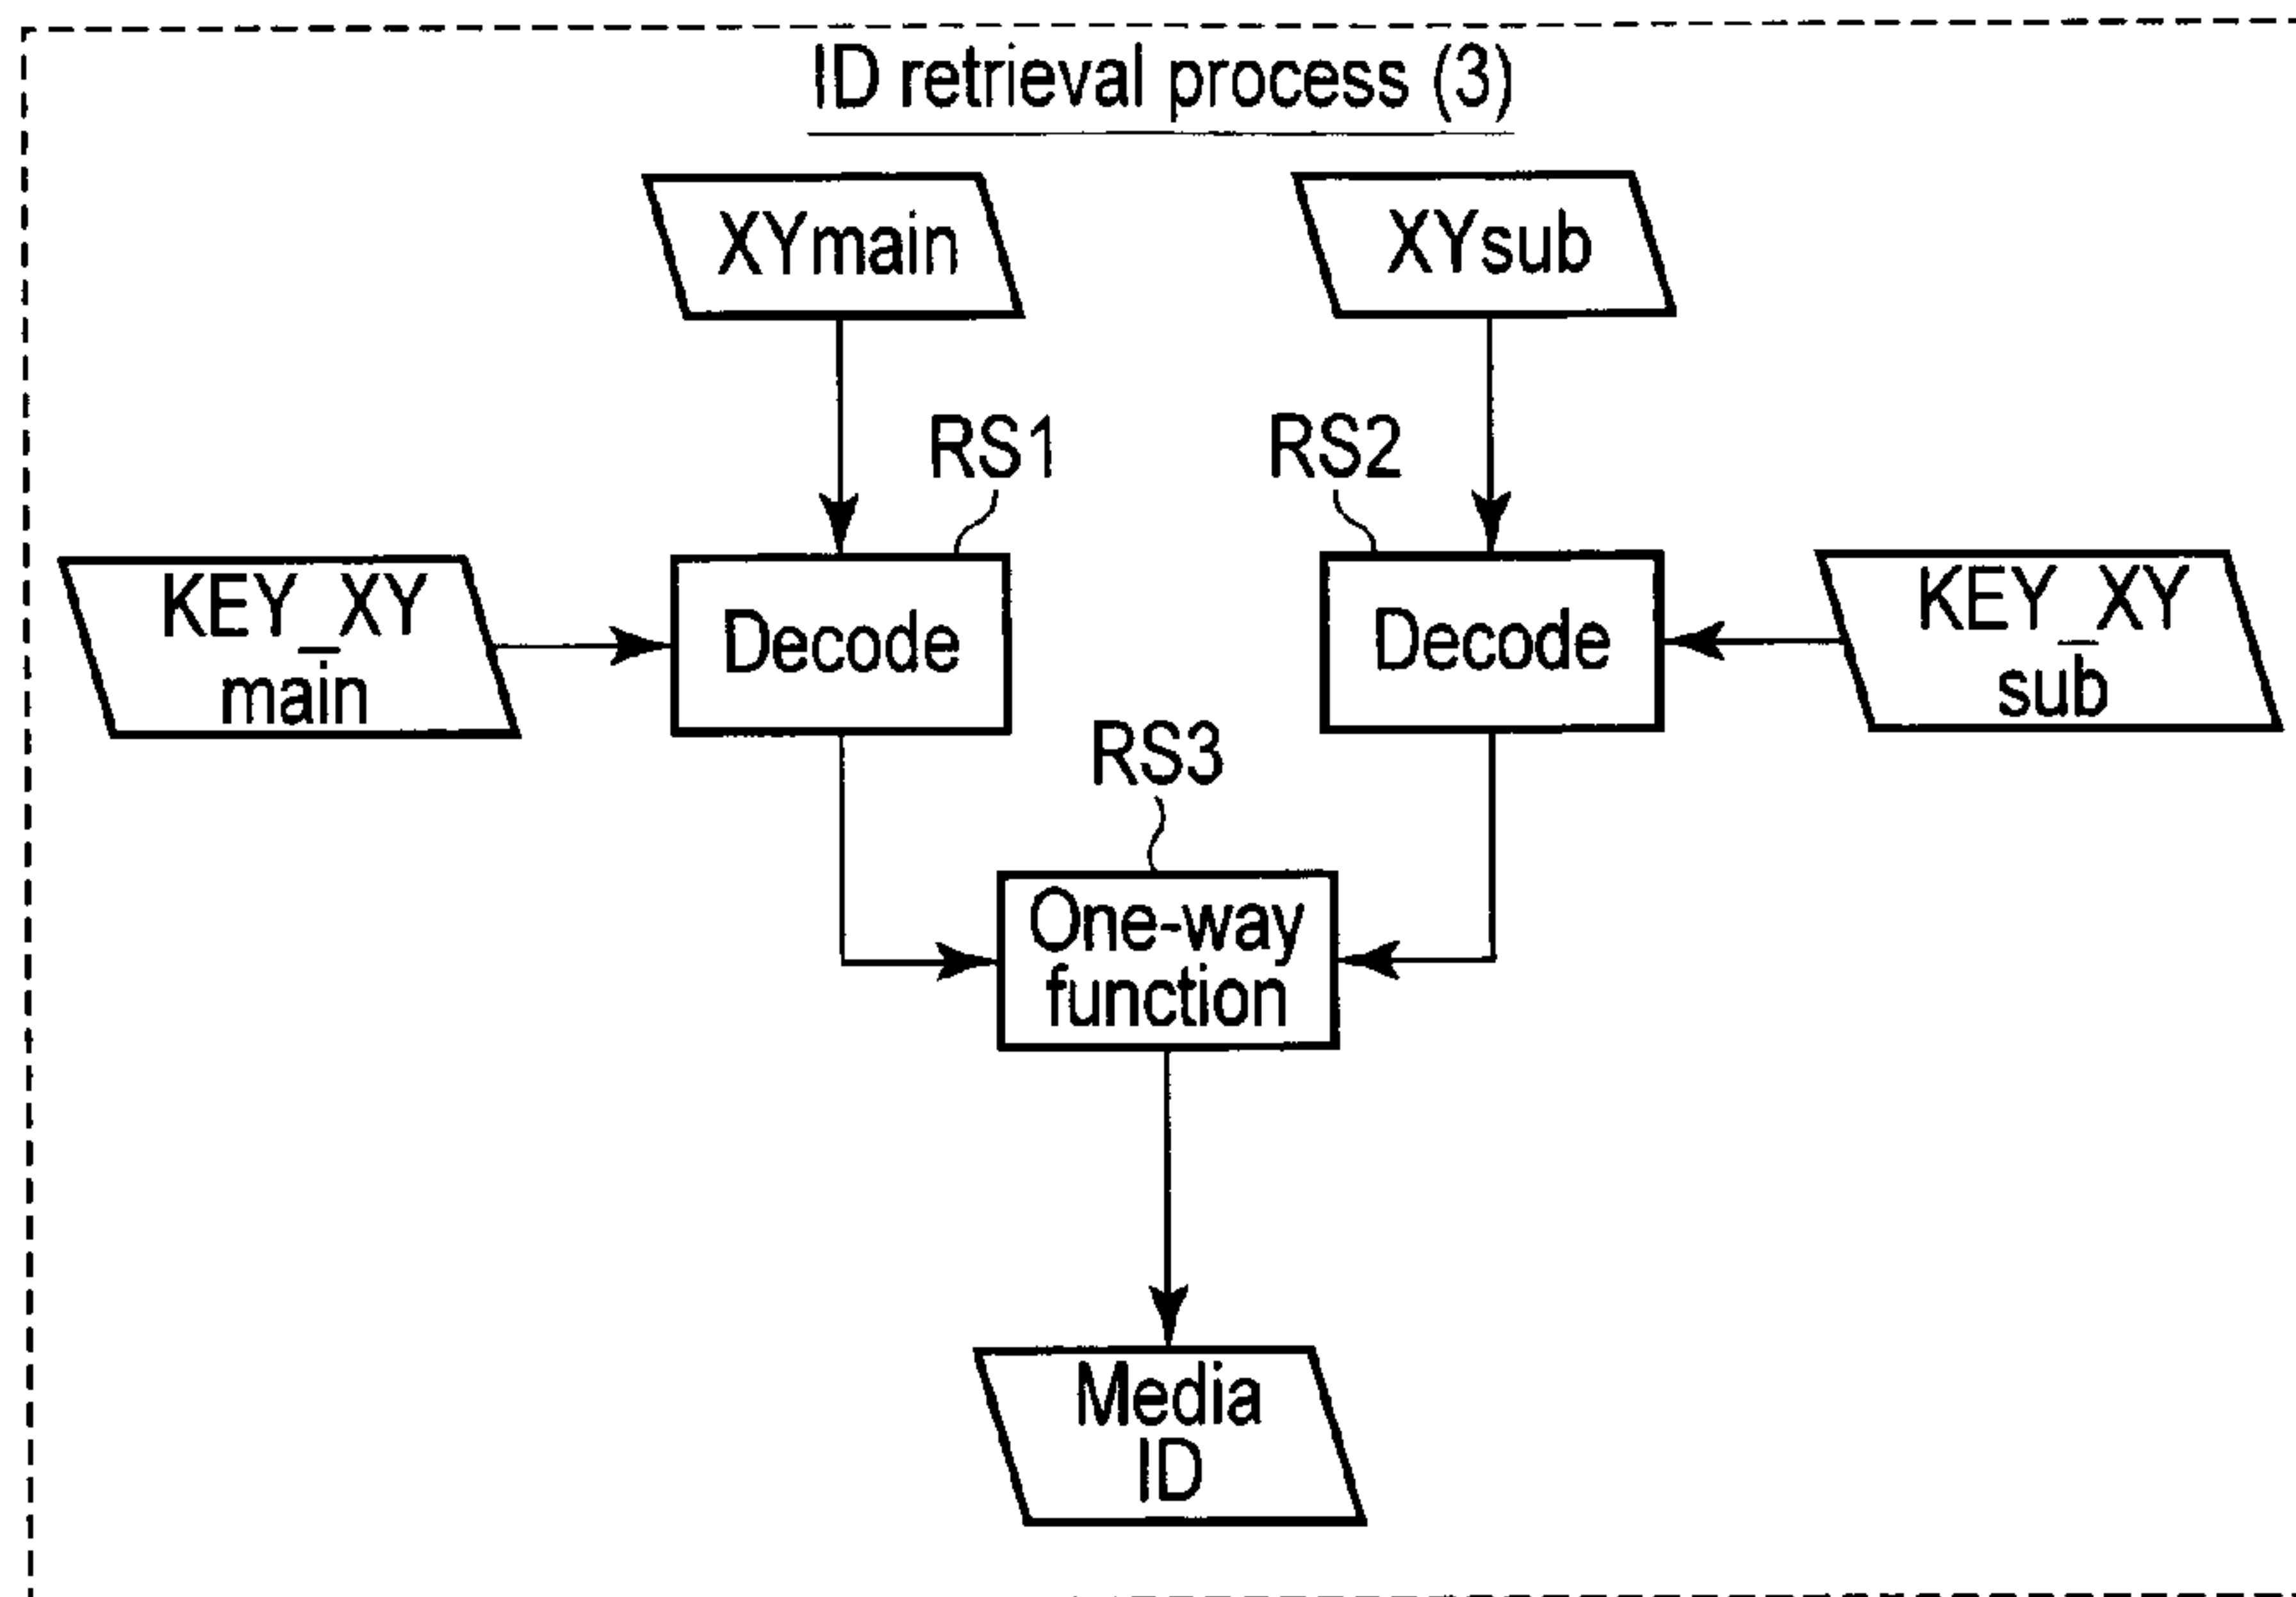 ID retrieval process (3)
XYmain
XYsub
RS1
RS2
KEY_XY
main
Decode
Decode
KEY_XY
sub
RS3
One-way
function
Media
ID